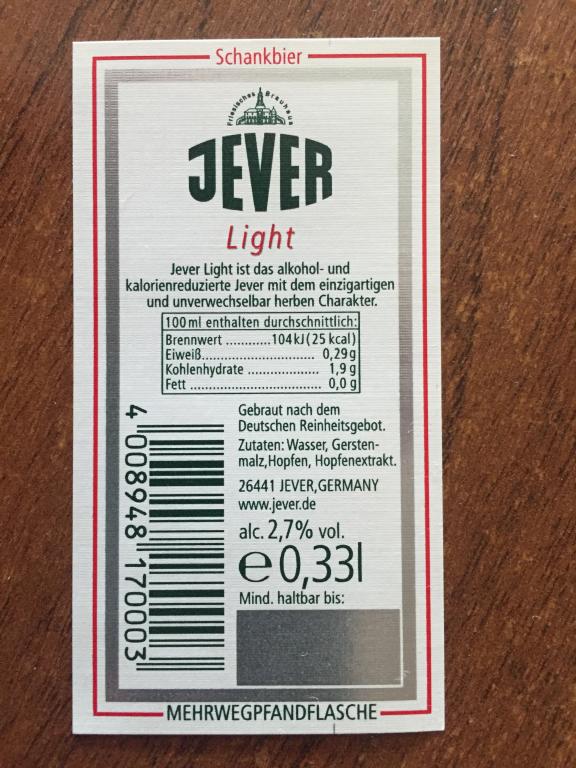 Schankbier
Friesisches Brauhaus
JEVER
Light
Jever Light ist das alkohol- und
kalorienreduzierte Jever mit dem einzigartigen
und unverwechselbar herben Charakter.
100 ml enthalten durchschnittlich:
Brennwert ............104 kJ (25 kcal)
Eiweiß.............................. 0,29 g
Kohlenhydrate ................... 1,9 g
Fett .................................. 0,0 g
Gebraut nach dem
Deutschen Reinheitsgebot.
Zutaten: Wasser, Gersten-
malz, Hopfen, Hopfenextrakt.
26441 JEVER, GERMANY
www.jever.de
alc. 2,7% vol.
e 0,33l
Mind. haltbar bis:
4 008948 170003
MEHRWEGPFANDFLASCHE